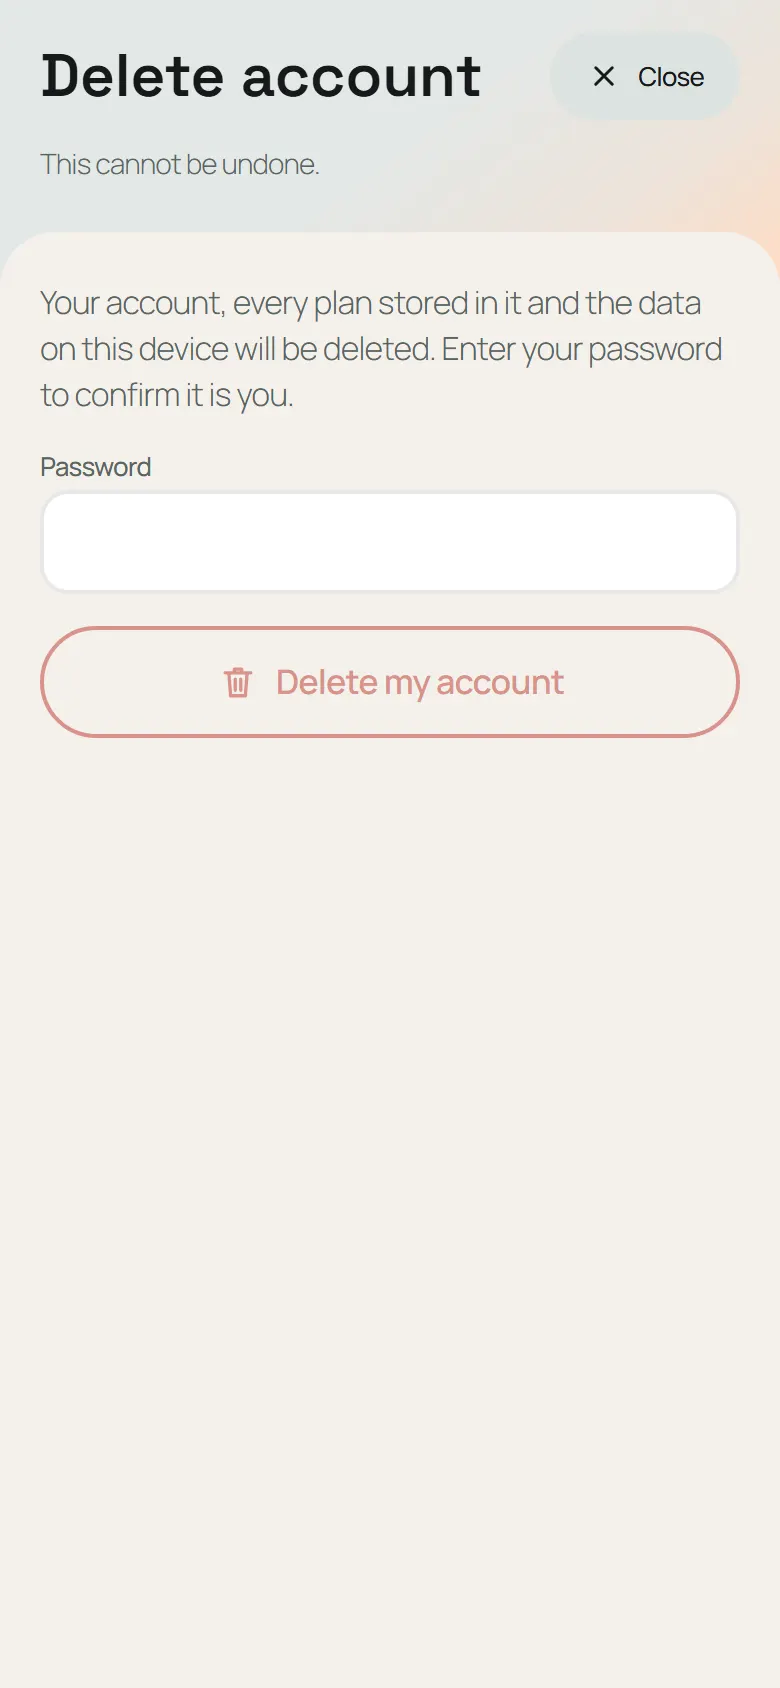 Delete account
Close
This cannot be undone.
Your account, every plan stored in it and the data
on this device will be deleted. Enter your password
to confirm it is you.
Password
Delete my account